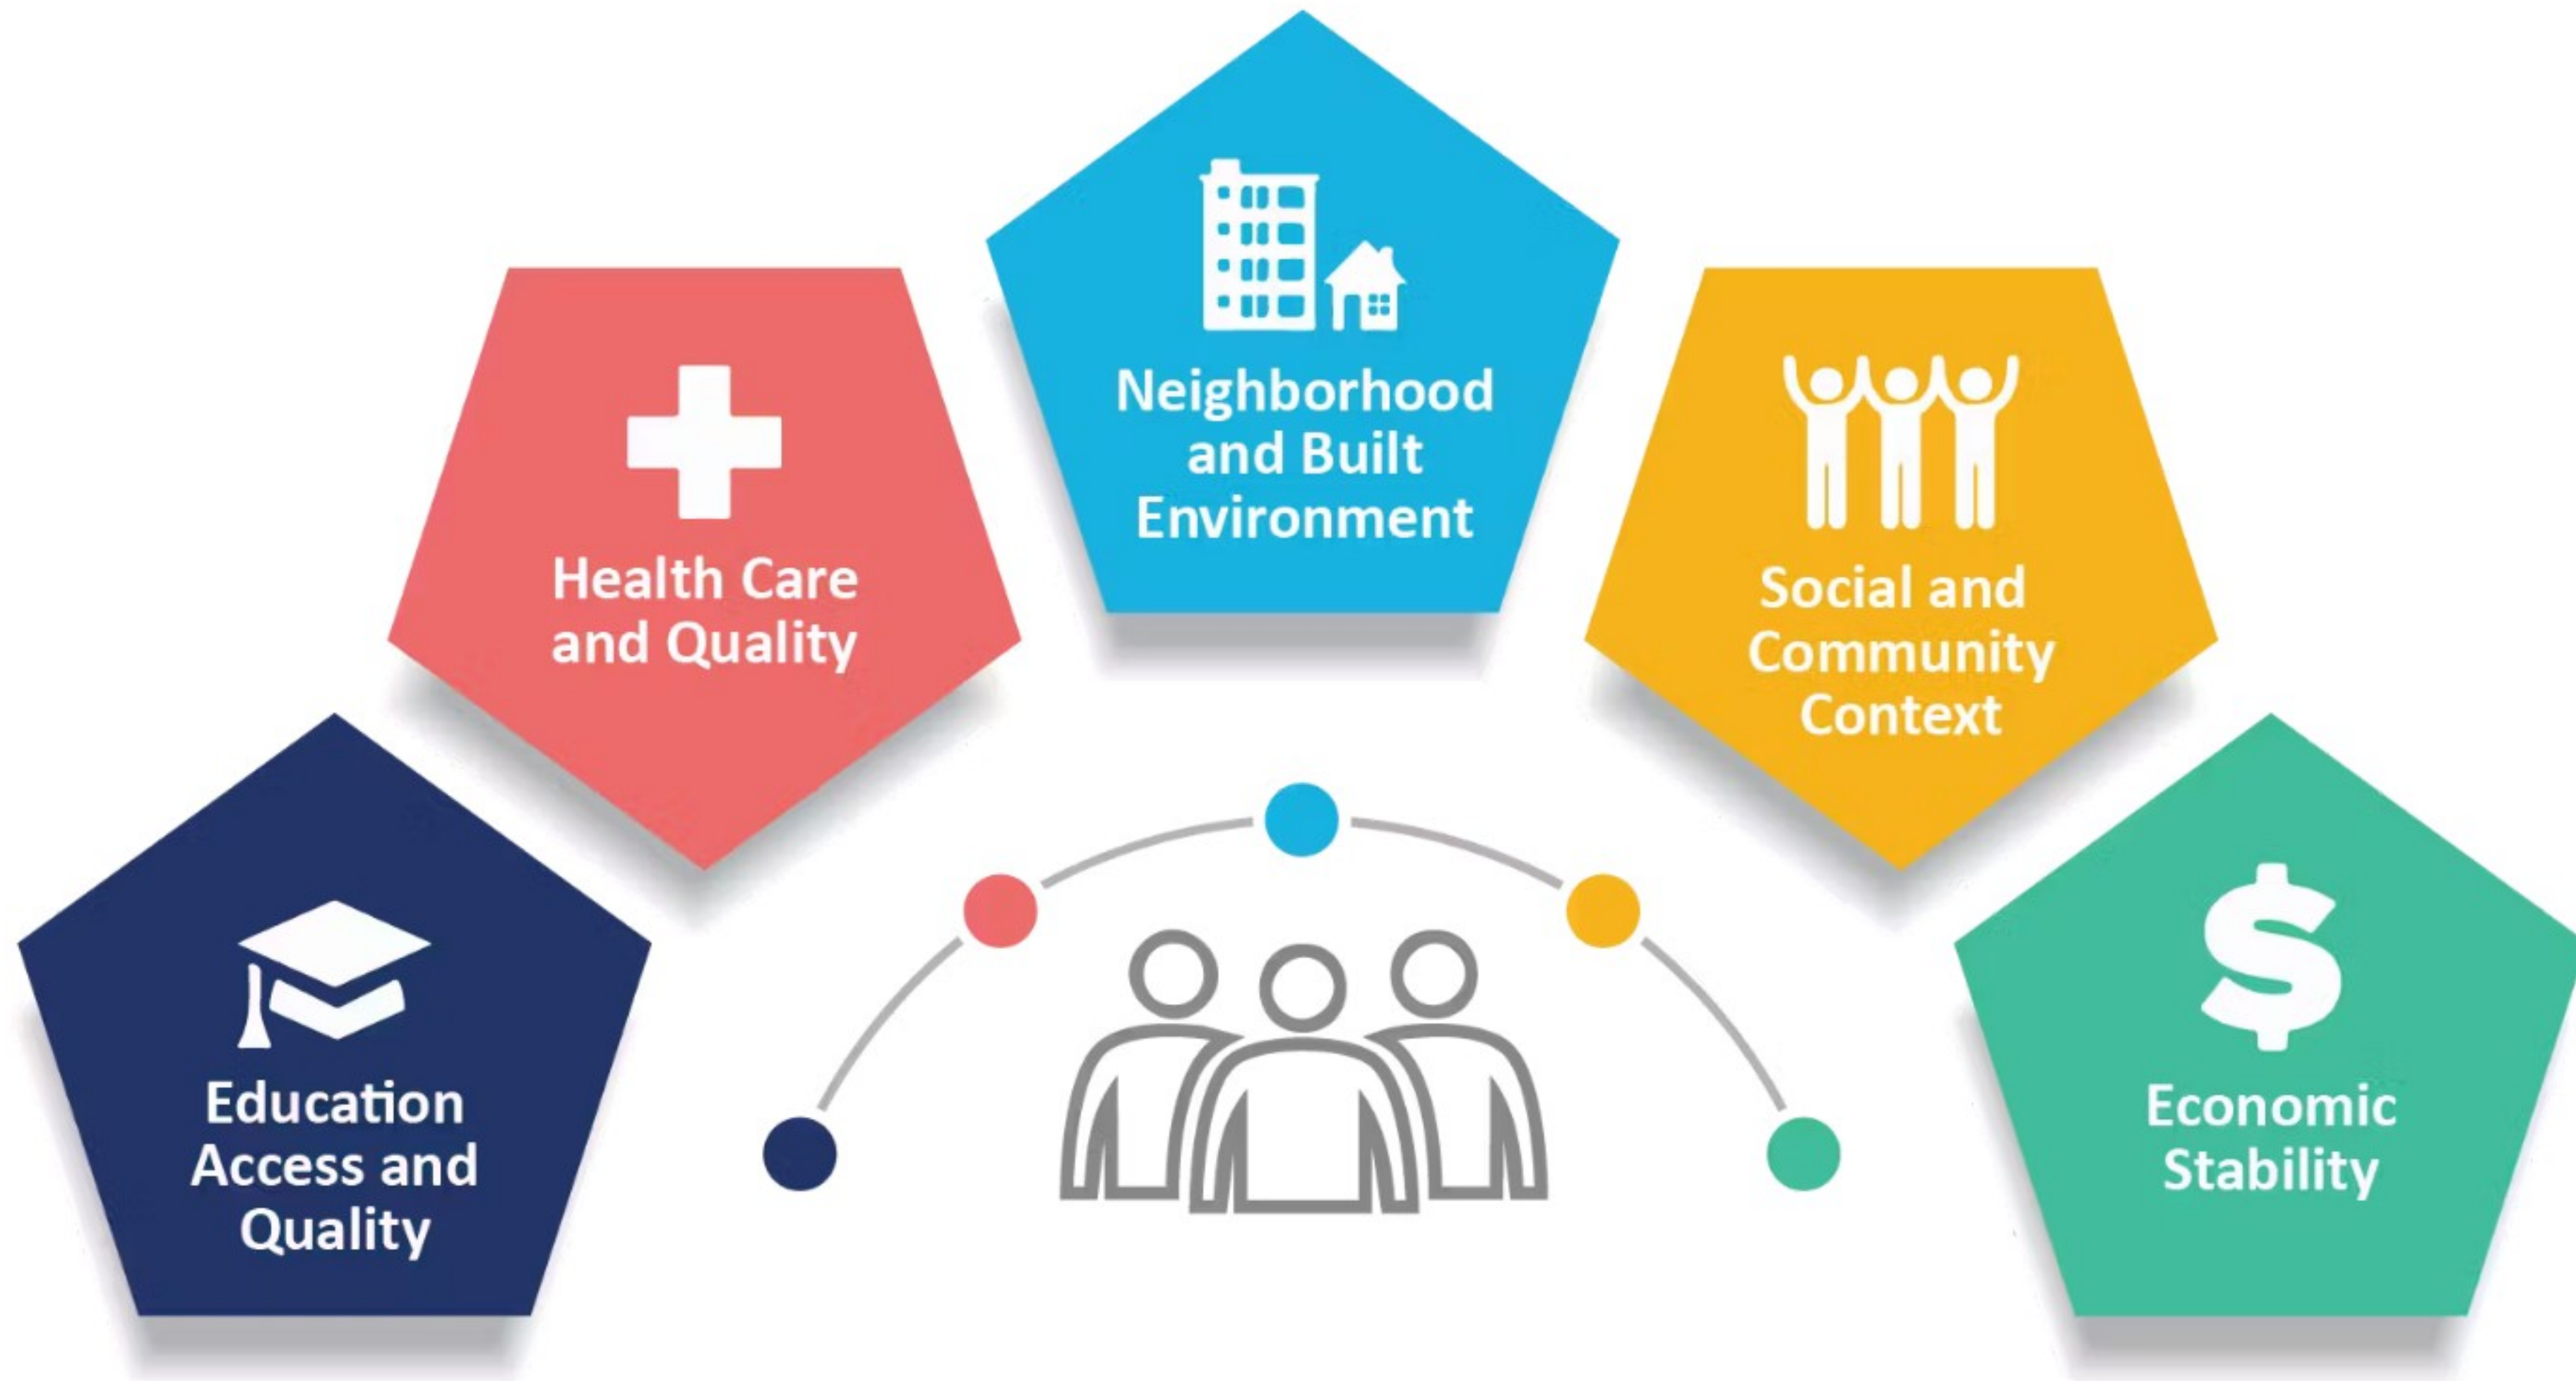 Education
Access and
Quality
Health Care
and Quality
Neighborhood
and Built
Environment
Social and
Community
Context
Economic
Stability